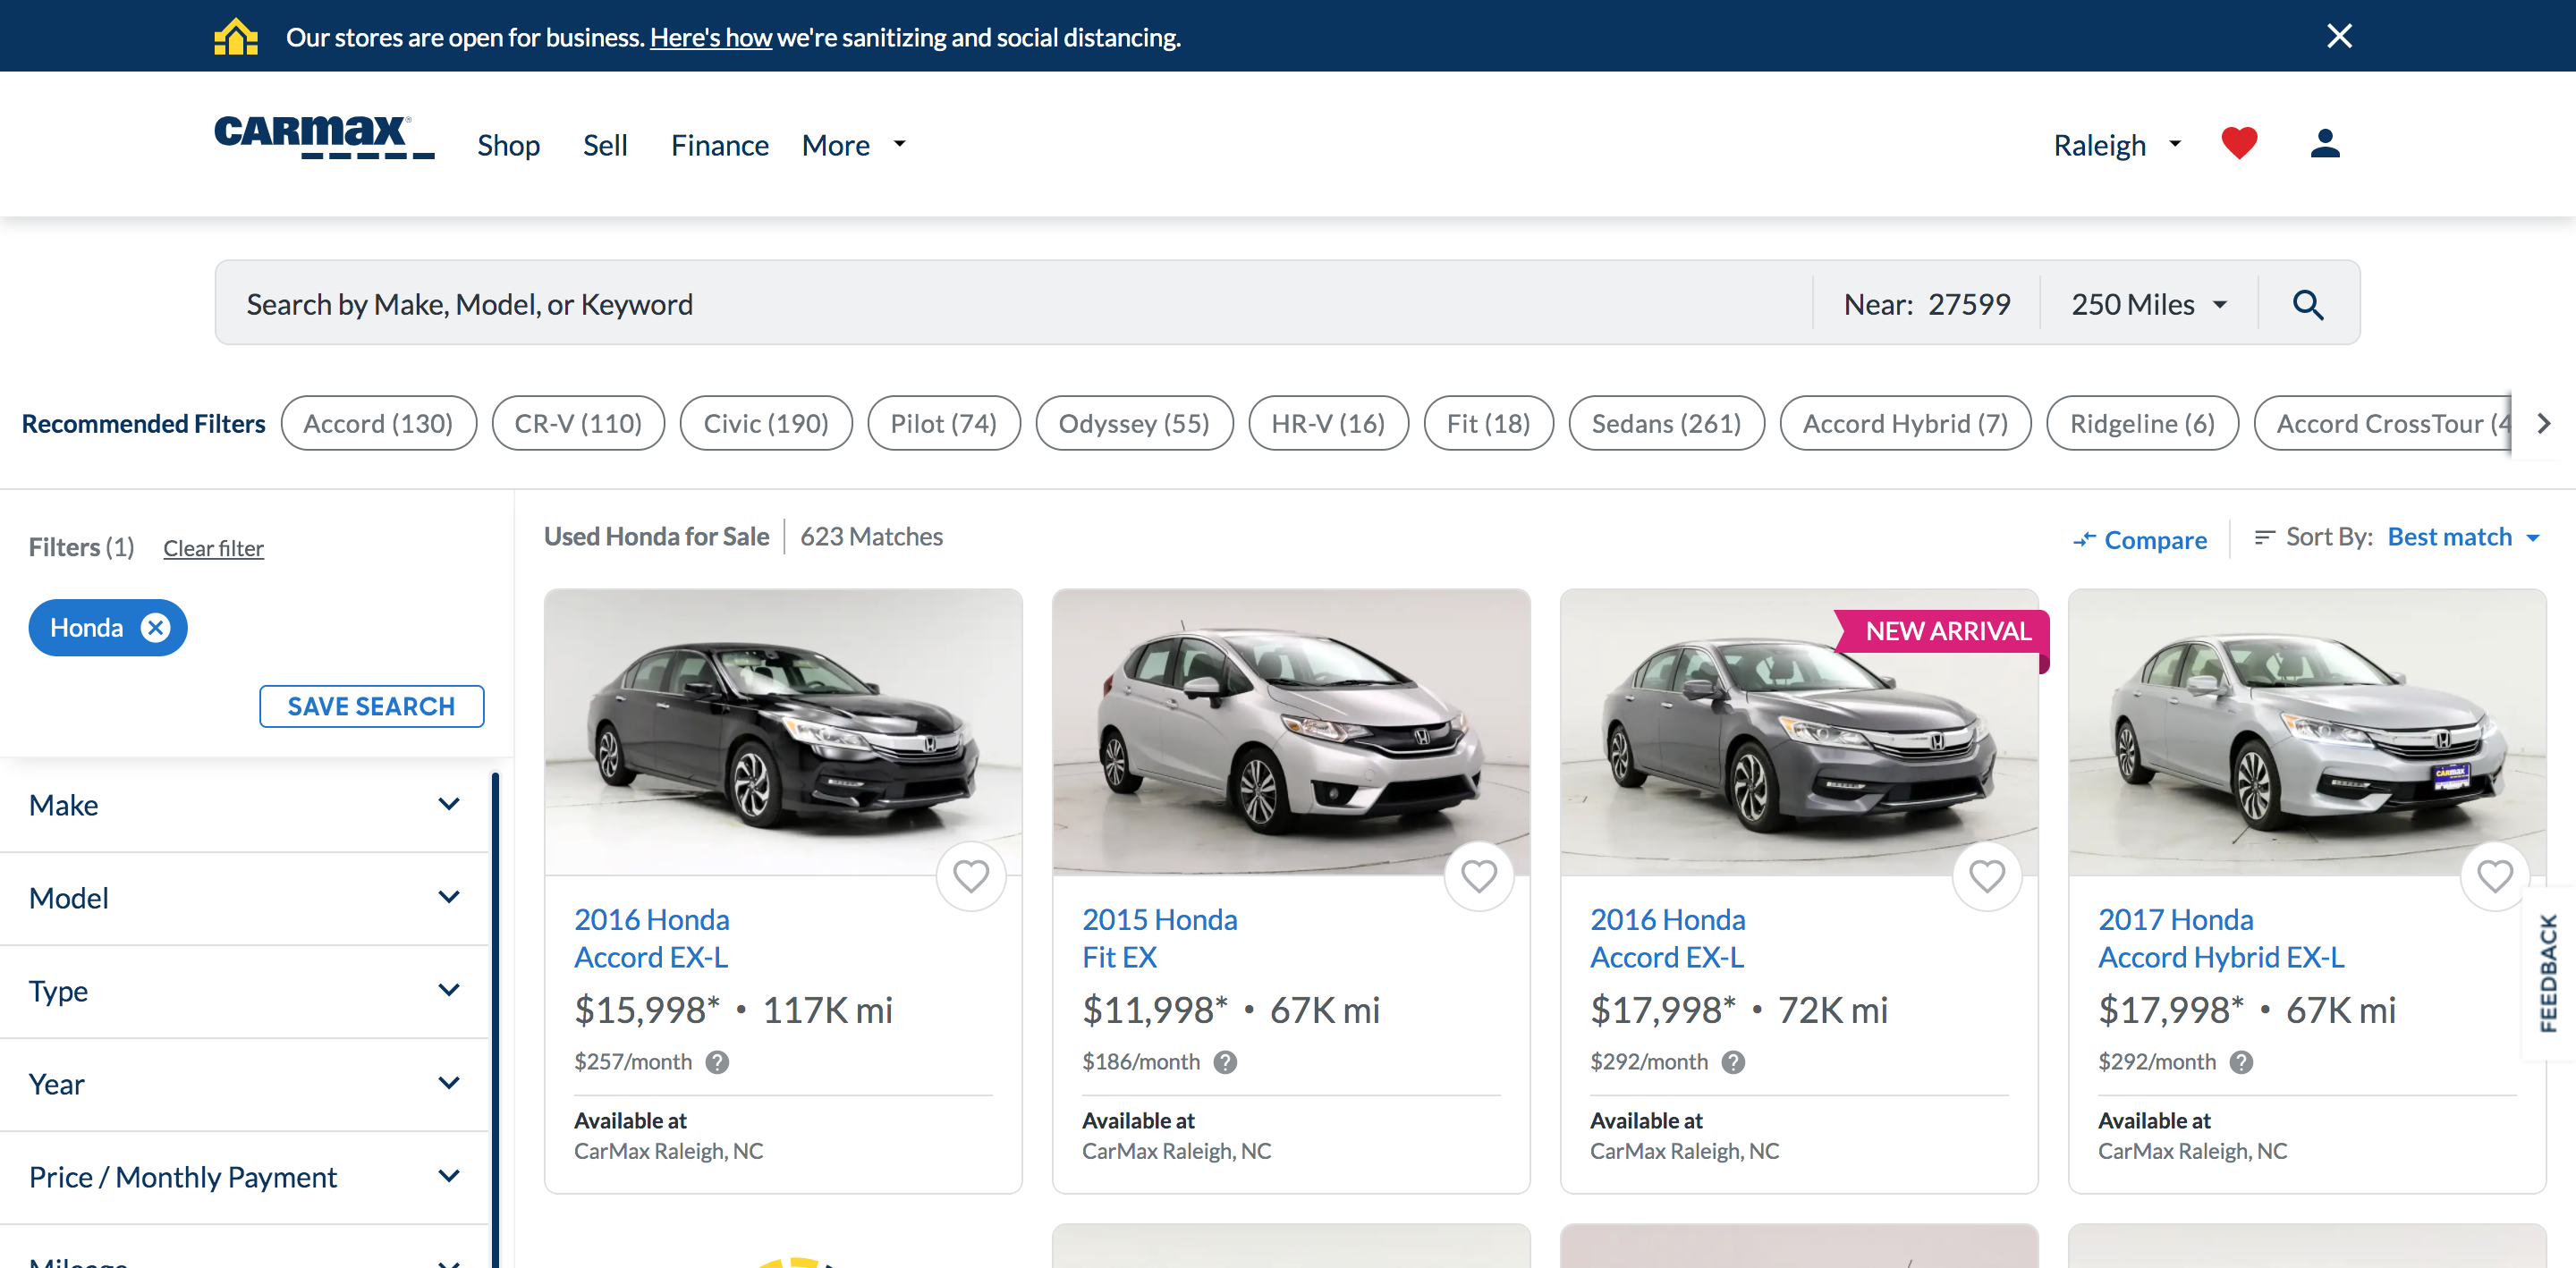 Our stores are open for business. Here's how we're sanitizing and social distancing.
CARMAX®
Shop Sell Finance More
Raleigh
Search by Make, Model, or Keyword
Near: 27599
250 Miles
Recommended Filters
Accord (130)
CR-V (110)
Civic (190)
Pilot (74)
Odyssey (55)
HR-V (16)
Fit (18)
Sedans (261)
Accord Hybrid (7)
Ridgeline (6)
Accord CrossTour (4
Filters (1) Clear filter
Honda
SAVE SEARCH
Make
Model
Type
Year
Price / Monthly Payment
Mileage
Used Honda for Sale | 623 Matches
Compare
Sort By: Best match
2016 Honda
Accord EX-L
$15,998* • 117K mi
$257/month ?
Available at
CarMax Raleigh, NC
2015 Honda
Fit EX
$11,998* • 67K mi
$186/month ?
Available at
CarMax Raleigh, NC
NEW ARRIVAL
2016 Honda
Accord EX-L
$17,998* • 72K mi
$292/month ?
Available at
CarMax Raleigh, NC
CARMAX
2017 Honda
Accord Hybrid EX-L
$17,998* • 67K mi
$292/month ?
Available at
CarMax Raleigh, NC
FEEDBACK